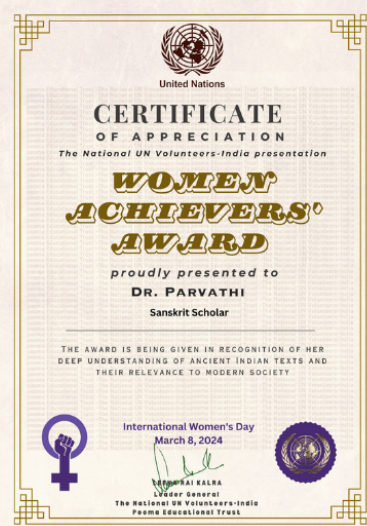 United Nations
CERTIFICATE
OF APPRECIATION
The National UN Volunteers-India presentation
WOMEN
ACHIEVERS'
AWARD
proudly presented to
DR. PARVATHI
Sanskrit Scholar
THE AWARD IS BEING GIVEN IN RECOGNITION OF HER
DEEP UNDERSTANDING OF ANCIENT INDIAN TEXTS AND
THEIR RELEVANCE TO MODERN SOCIETY
International Women's Day
March 8, 2024
RAI KALRA
Leader General
The National UN Volunteers-India
Poema Educational Trust